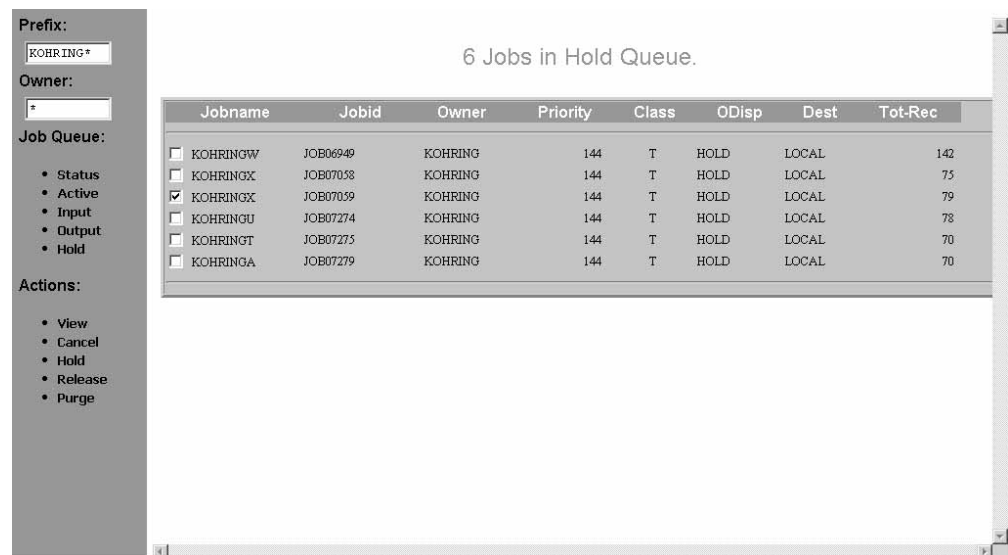 Prefix:
KOHRING*
Owner:
*
Job Queue:
• Status
• Active
• Input
• Output
• Hold
Actions:
• View
• Cancel
• Hold
• Release
• Purge
6 Jobs in Hold Queue.
Jobname Jobid Owner Priority Class ODisp Dest Tot-Rec
KOHRINGW JOB06949 KOHRING 144 T HOLD LOCAL 142
KOHRINGX JOB07058 KOHRING 144 T HOLD LOCAL 75
KOHRINGX JOB07059 KOHRING 144 T HOLD LOCAL 79
KOHRINGU JOB07274 KOHRING 144 T HOLD LOCAL 78
KOHRINGT JOB07275 KOHRING 144 T HOLD LOCAL 70
KOHRINGA JOB07279 KOHRING 144 T HOLD LOCAL 70